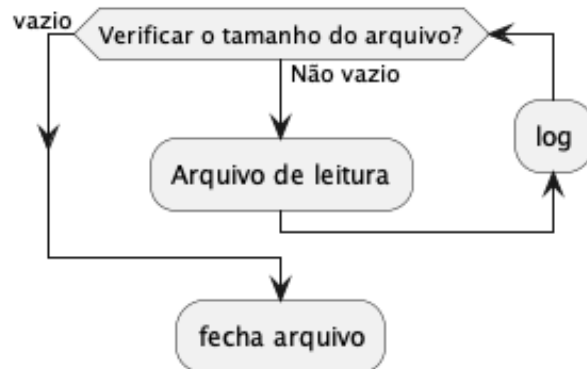 vazio
Verificar o tamanho do arquivo?
Não vazio
log
Arquivo de leitura
fecha arquivo